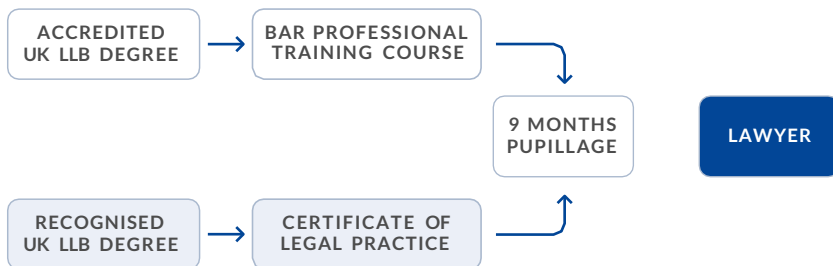 ACCREDITED
UK LLB DEGREE
BAR PROFESSIONAL
TRAINING COURSE
9 MONTHS
PUPILLAGE
LAWYER
RECOGNISED
UK LLB DEGREE
CERTIFICATE OF
LEGAL PRACTICE